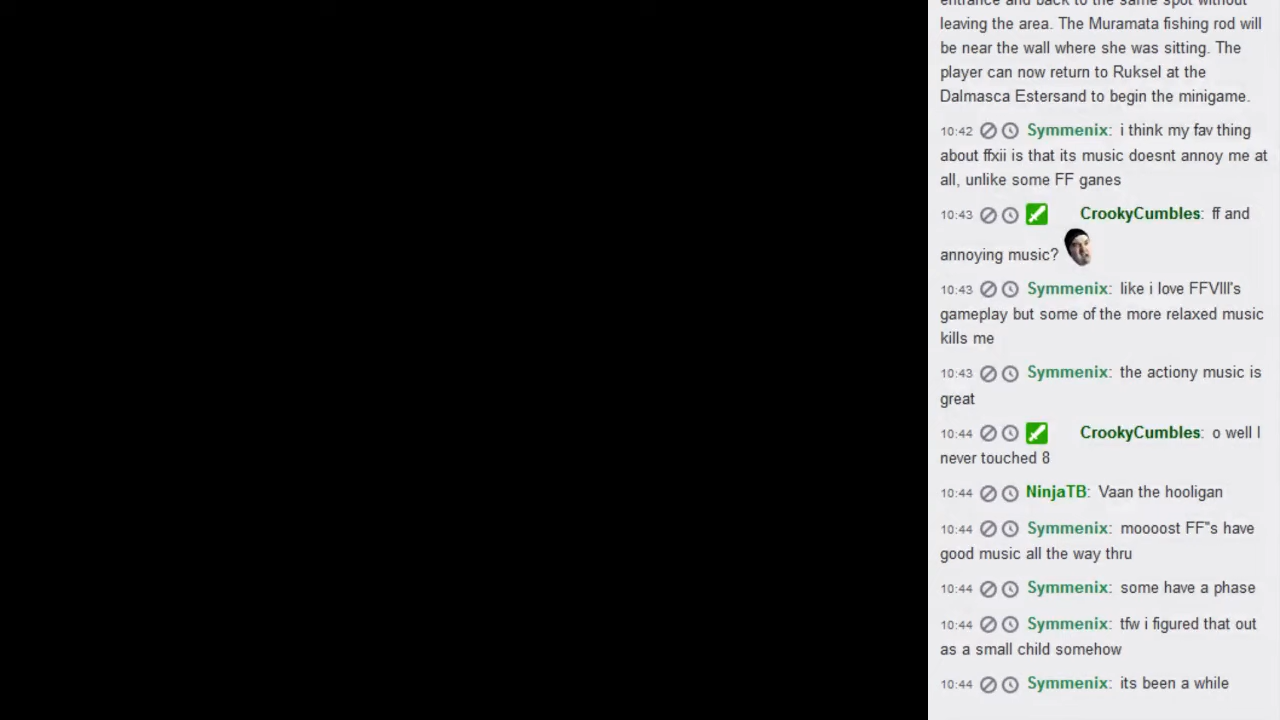 entrance and back to the same spot without
leaving the area. The Muramata fishing rod will
be near the wall where she was sitting. The
player can now return to Ruksel at the
Dalmasca Estersand to begin the minigame.
10:42 Symmenix: i think my fav thing
about ffxii is that its music doesnt annoy me at
all, unlike some FF ganes
10:43 CrookyCumbles: ff and
annoying music?
10:43 Symmenix: like i love FFVIII's
gameplay but some of the more relaxed music
kills me
10:43 Symmenix: the actiony music is
great
10:44 CrookyCumbles: o well I
never touched 8
10:44 NinjaTB: Vaan the hooligan
10:44 Symmenix: moooost FF"s have
good music all the way thru
10:44 Symmenix: some have a phase
10:44 Symmenix: tfw i figured that out
as a small child somehow
10:44 Symmenix: its been a while